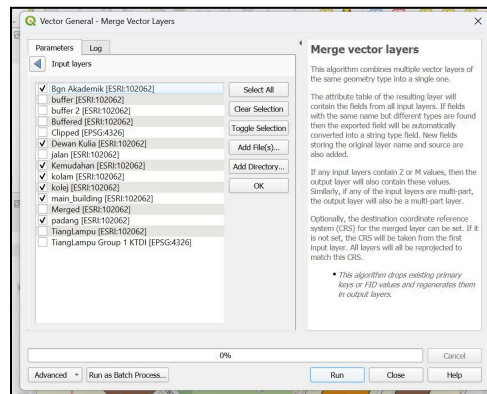 Vector General - Merge Vector Layers
Parameters Log
Input layers
Bgn Akademik [ESRI:102062]
buffer [ESRI:102062]
buffer 2 [ESRI:102062]
Buffered [ESRI:102062]
Clipped [EPSG:4326]
Dewan Kulia [ESRI:102062]
jalan [ESRI:102062]
Kemudahan [ESRI:102062]
kolam [ESRI:102062]
kolej [ESRI:102062]
main_building [ESRI:102062]
Merged [ESRI:102062]
padang [ESRI:102062]
TiangLampu [ESRI:102062]
TiangLampu Group 1 KTDI [EPSG:4326]
Select All
Clear Selection
Toggle Selection
Add File(s)...
Add Directory...
OK
Merge vector layers
This algorithm combines multiple vector layers of
the same geometry type into a single one.
The attribute table of the resulting layer will
contain the fields from all input layers. If fields
with the same name but different types are found
then the exported field will be automatically
converted into a string type field. New fields
storing the original layer name and source are
also added.
If any input layers contain Z or M values, then the
output layer will also contain these values.
Similarly, if any of the input layers are multi-part,
the output layer will also be a multi-part layer.
Optionally, the destination coordinate reference
system (CRS) for the merged layer can be set. If it
is not set, the CRS will be taken from the first
input layer. All layers will all be reprojected to
match this CRS.
This algorithm drops existing primary
keys or FID values and regenerates them
in output layers.
0%
Cancel
Advanced Run as Batch Process...
Run Close Help